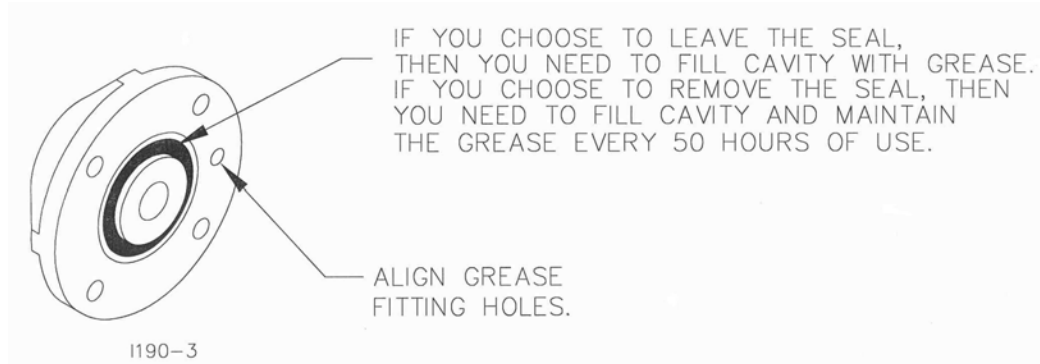 IF YOU CHOOSE TO LEAVE THE SEAL,
THEN YOU NEED TO FILL CAVITY WITH GREASE.
IF YOU CHOOSE TO REMOVE THE SEAL, THEN
YOU NEED TO FILL CAVITY AND MAINTAIN
THE GREASE EVERY 50 HOURS OF USE.
ALIGN GREASE
FITTING HOLES.
I190-3